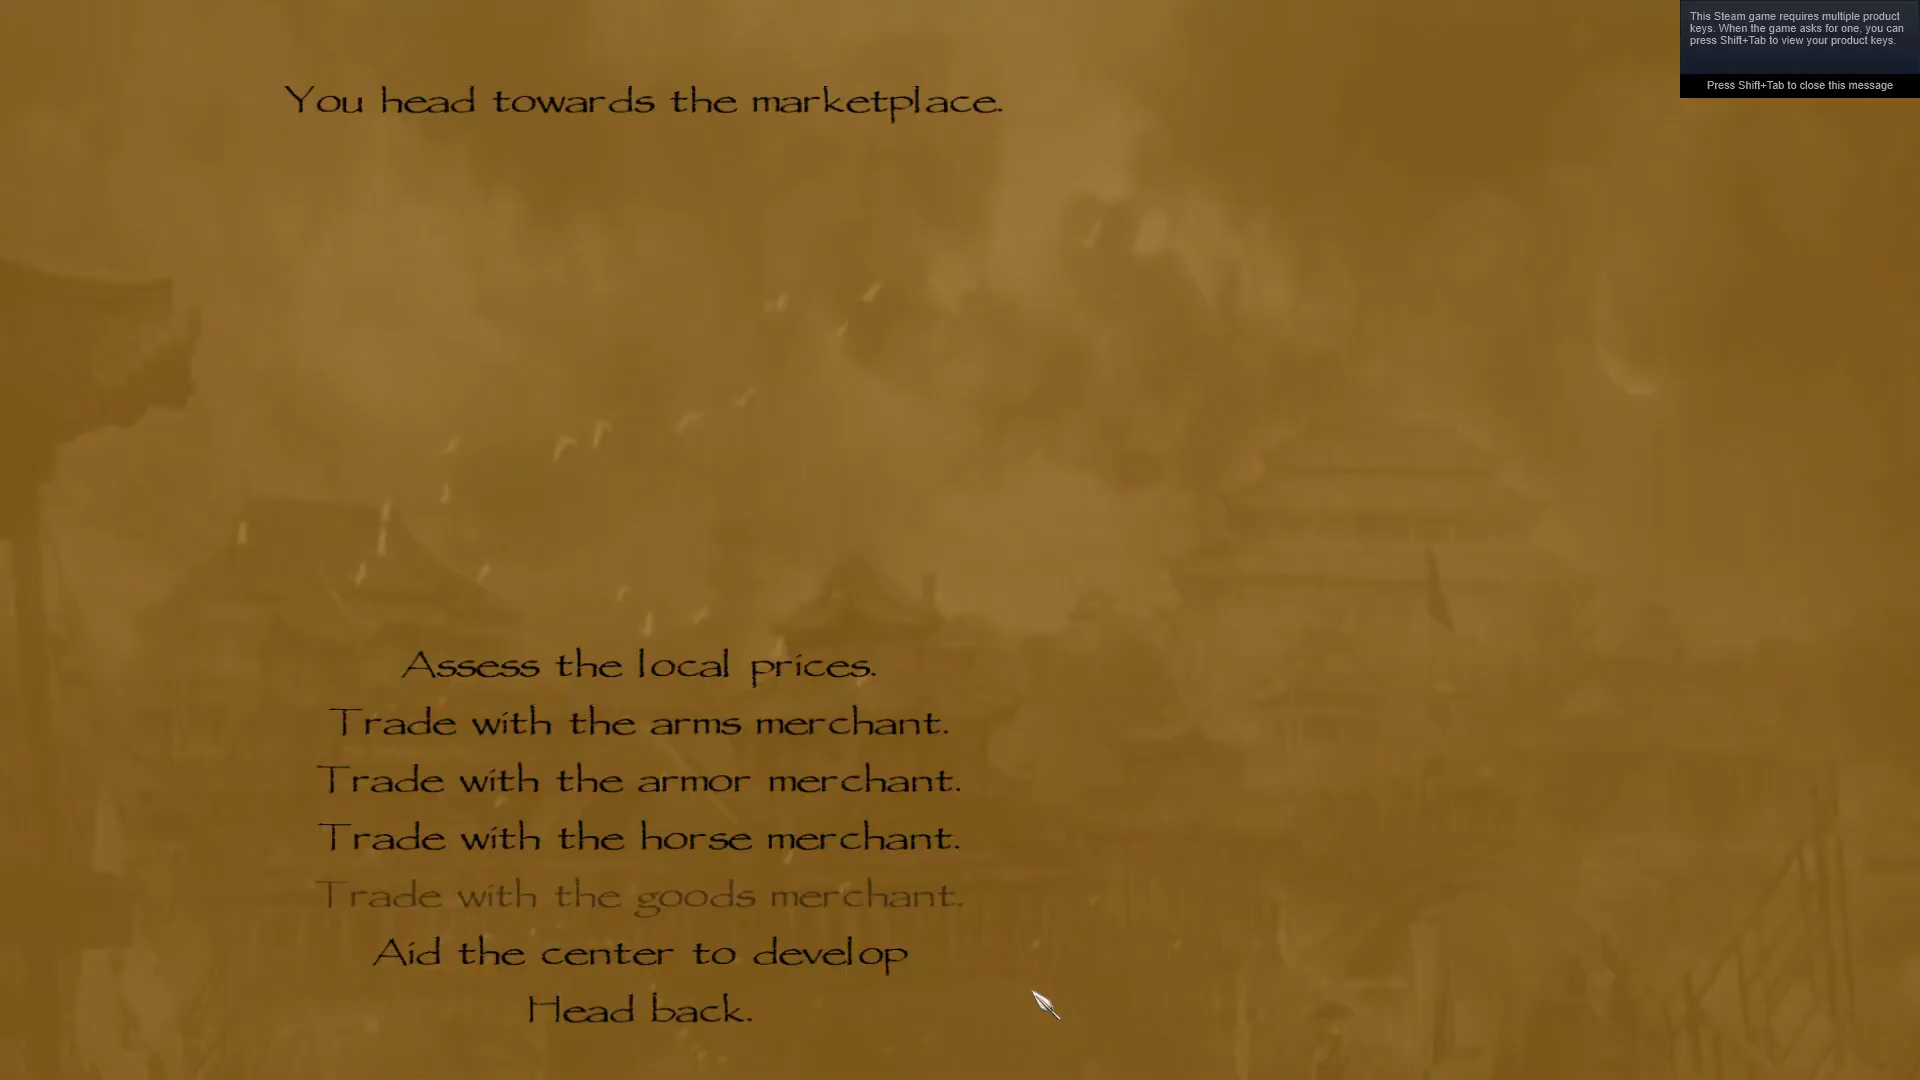 This Steam game requires multiple product
keys. When the game asks for one, you can
press Shift+Tab to view your product keys.
Press Shift+Tab to close this message
You head towards the marketplace.
Assess the local prices.
Trade with the arms merchant.
Trade with the armor merchant.
Trade with the horse merchant.
Trade with the goods merchant.
Aid the center to develop
Head back.